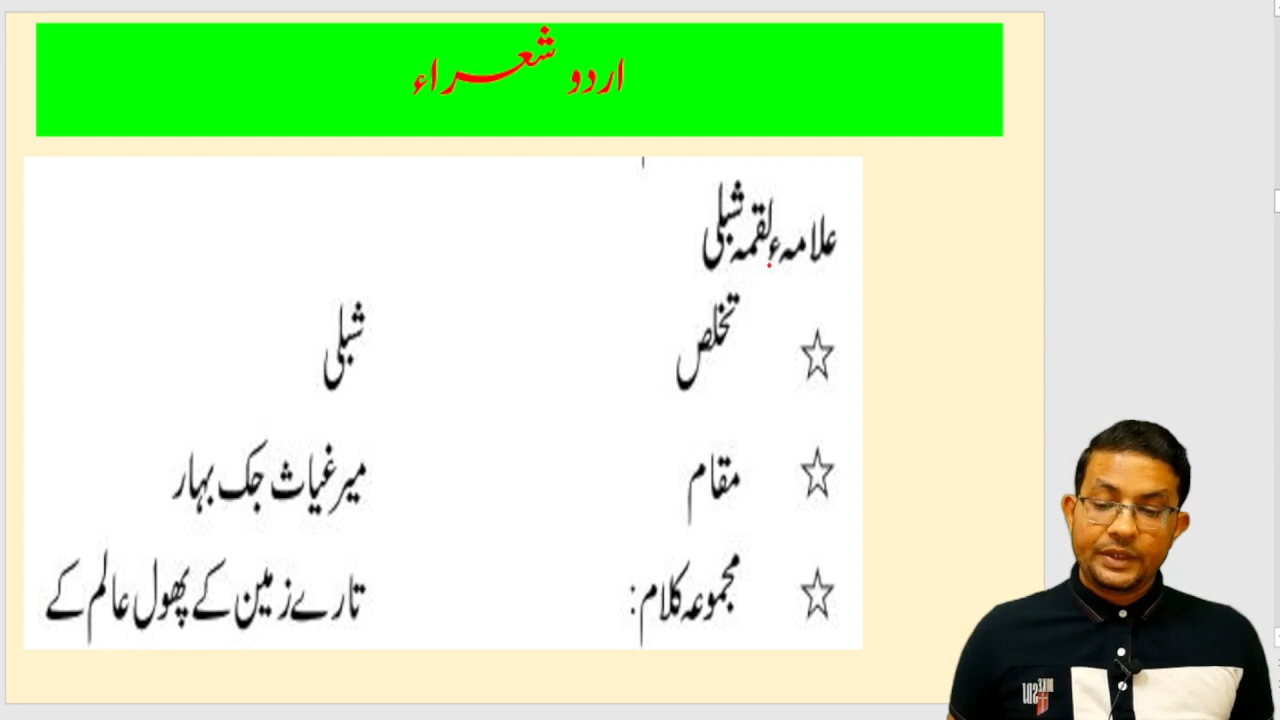 اردو شعراء
علامہء لقمہ شبلی
☆ تخلص شبلی
☆ مقام میر غیاث جک بہار
☆ مجموعہ کلام: تارے زمین کے پھول عالم کے